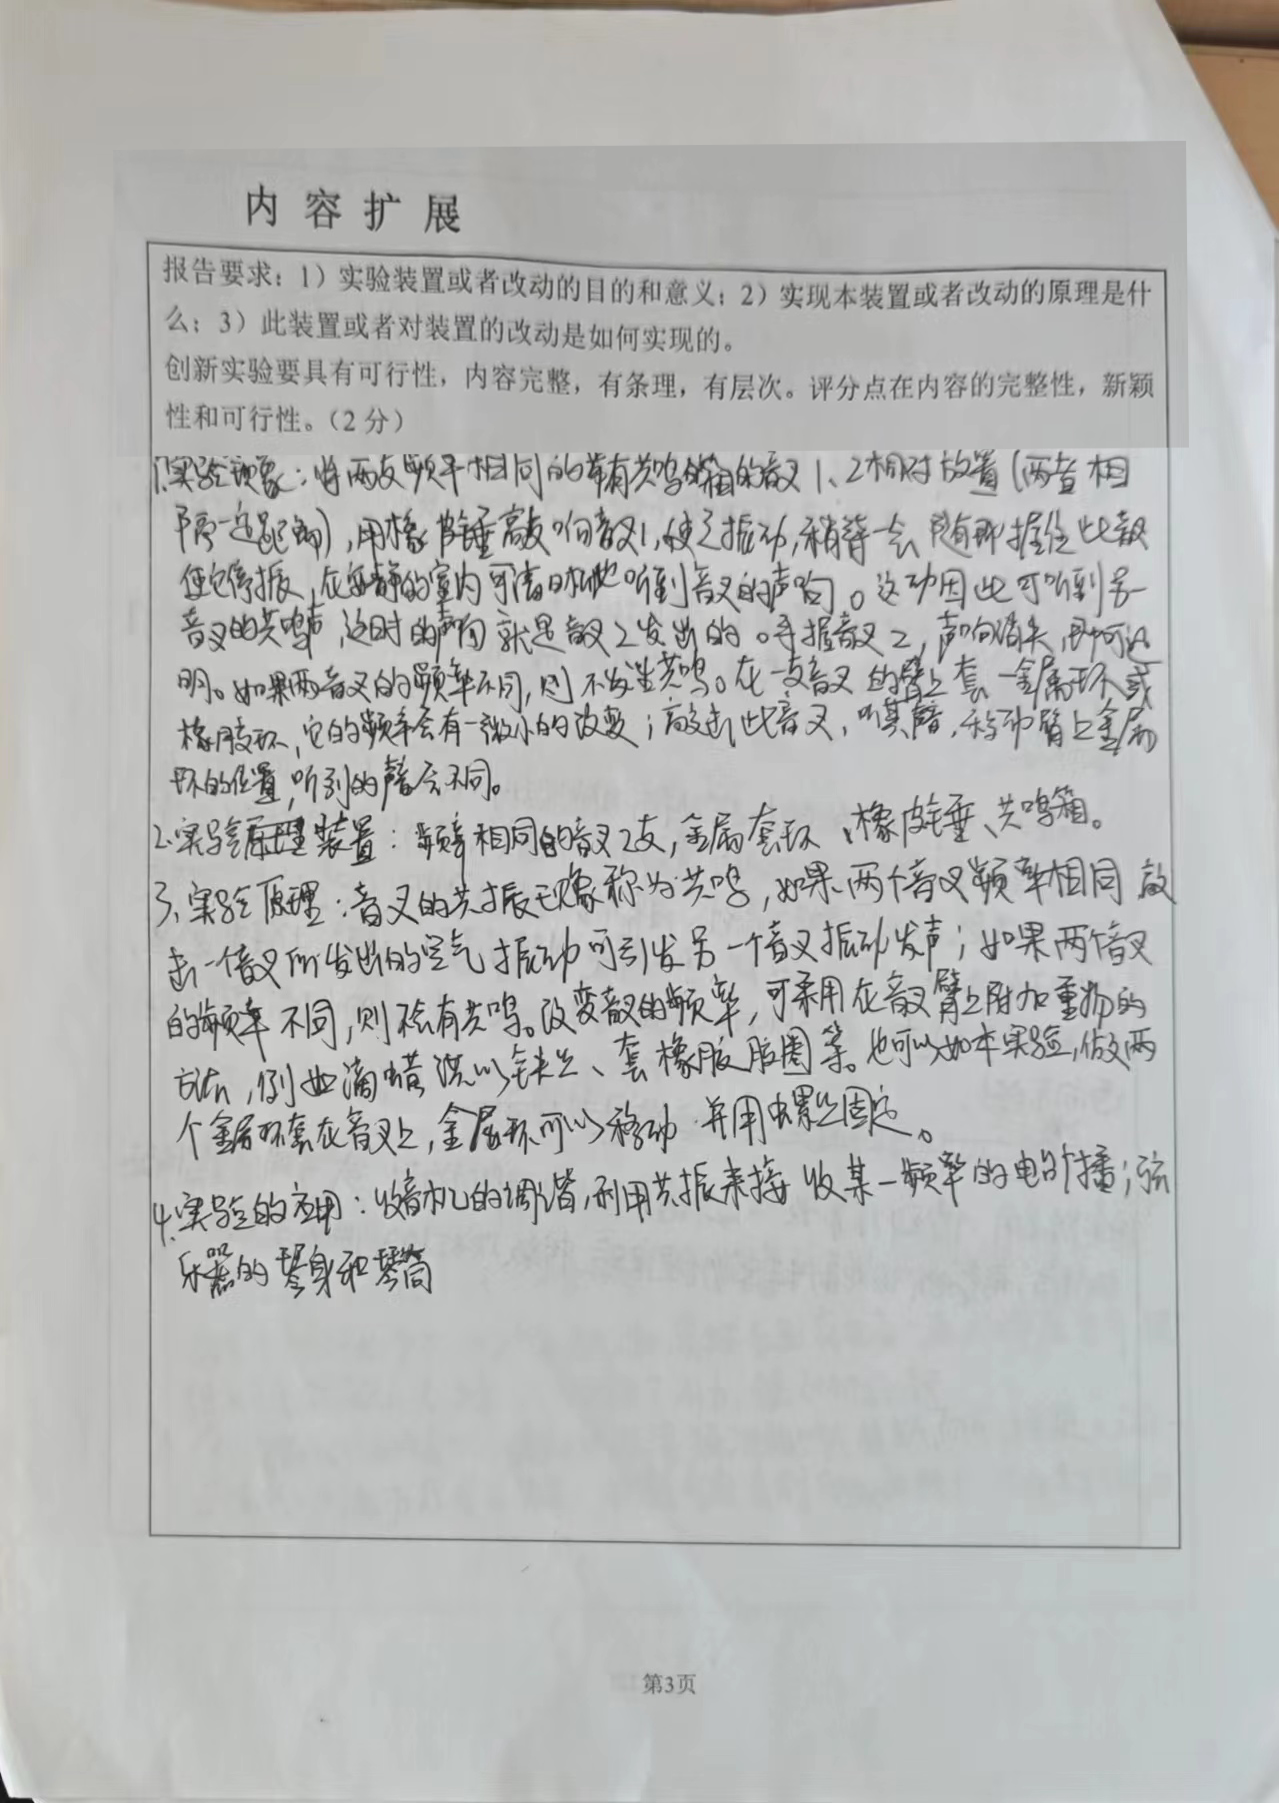 内容扩展
报告要求：1）实验装置或者改动的目的和意义；2）实现本装置或者改动的原理是什
么；3）此装置或者对装置的改动是如何实现的。
创新实验要具有可行性，内容完整，有条理，有层次。评分点在内容的完整性，新颖
性和可行性。（2分）
1.实验现象：将两支频率相同的带有共鸣箱的音叉1、2相对放置（两者相
隔一定距离），用橡皮锤敲响音叉1，使之振动，稍等一会 随即握住此音叉
使它停振，在安静的室内可清晰地听到音叉的声响。这功因此可听到另一
音叉的共鸣声，这时的声响就是音叉2发出的。再握音叉2，声响消失，即可说
明。如果两音叉的频率不同，则不发生共鸣。在一支音叉的臂上套一金属环或
橡胶环，它的频率会有一微小的改变；敲击此音叉，听其音，移动臂上金属
环的位置，听到的声音会不同。
2.实验装置：频率相同的音叉2支，金属套环、橡皮锤、共鸣箱。
3、实验原理：音叉的共振现象称为共鸣，如果两个音叉频率相同 敲
击一个音叉所发出的空气振动可引发另一个音叉振动发声；如果两个音叉
的频率不同，则不会有共鸣。改变音叉的频率，可采用在音叉臂上附加重物的
方法，例如滴蜡 、套橡胶胶圈等。也可以如本实验，做两
个金属环套在音叉上，金属环可以移动 并用螺丝固定。
4.实验的应用：收音机的调谐，利用共振来接收某一频率的电台广播；弦
乐器的琴身和琴筒
第3页